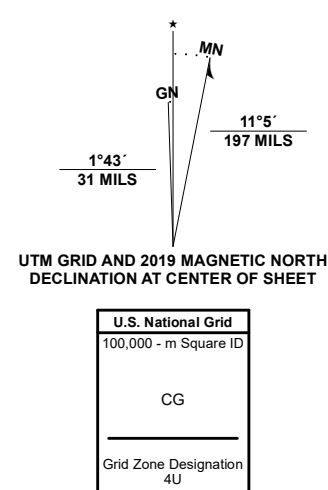 ★
MN
GN
11°5´
197 MILS
1°43´
31 MILS
UTM GRID AND 2019 MAGNETIC NORTH
DECLINATION AT CENTER OF SHEET
U.S. National Grid
100,000 - m Square ID
CG
Grid Zone Designation
4U